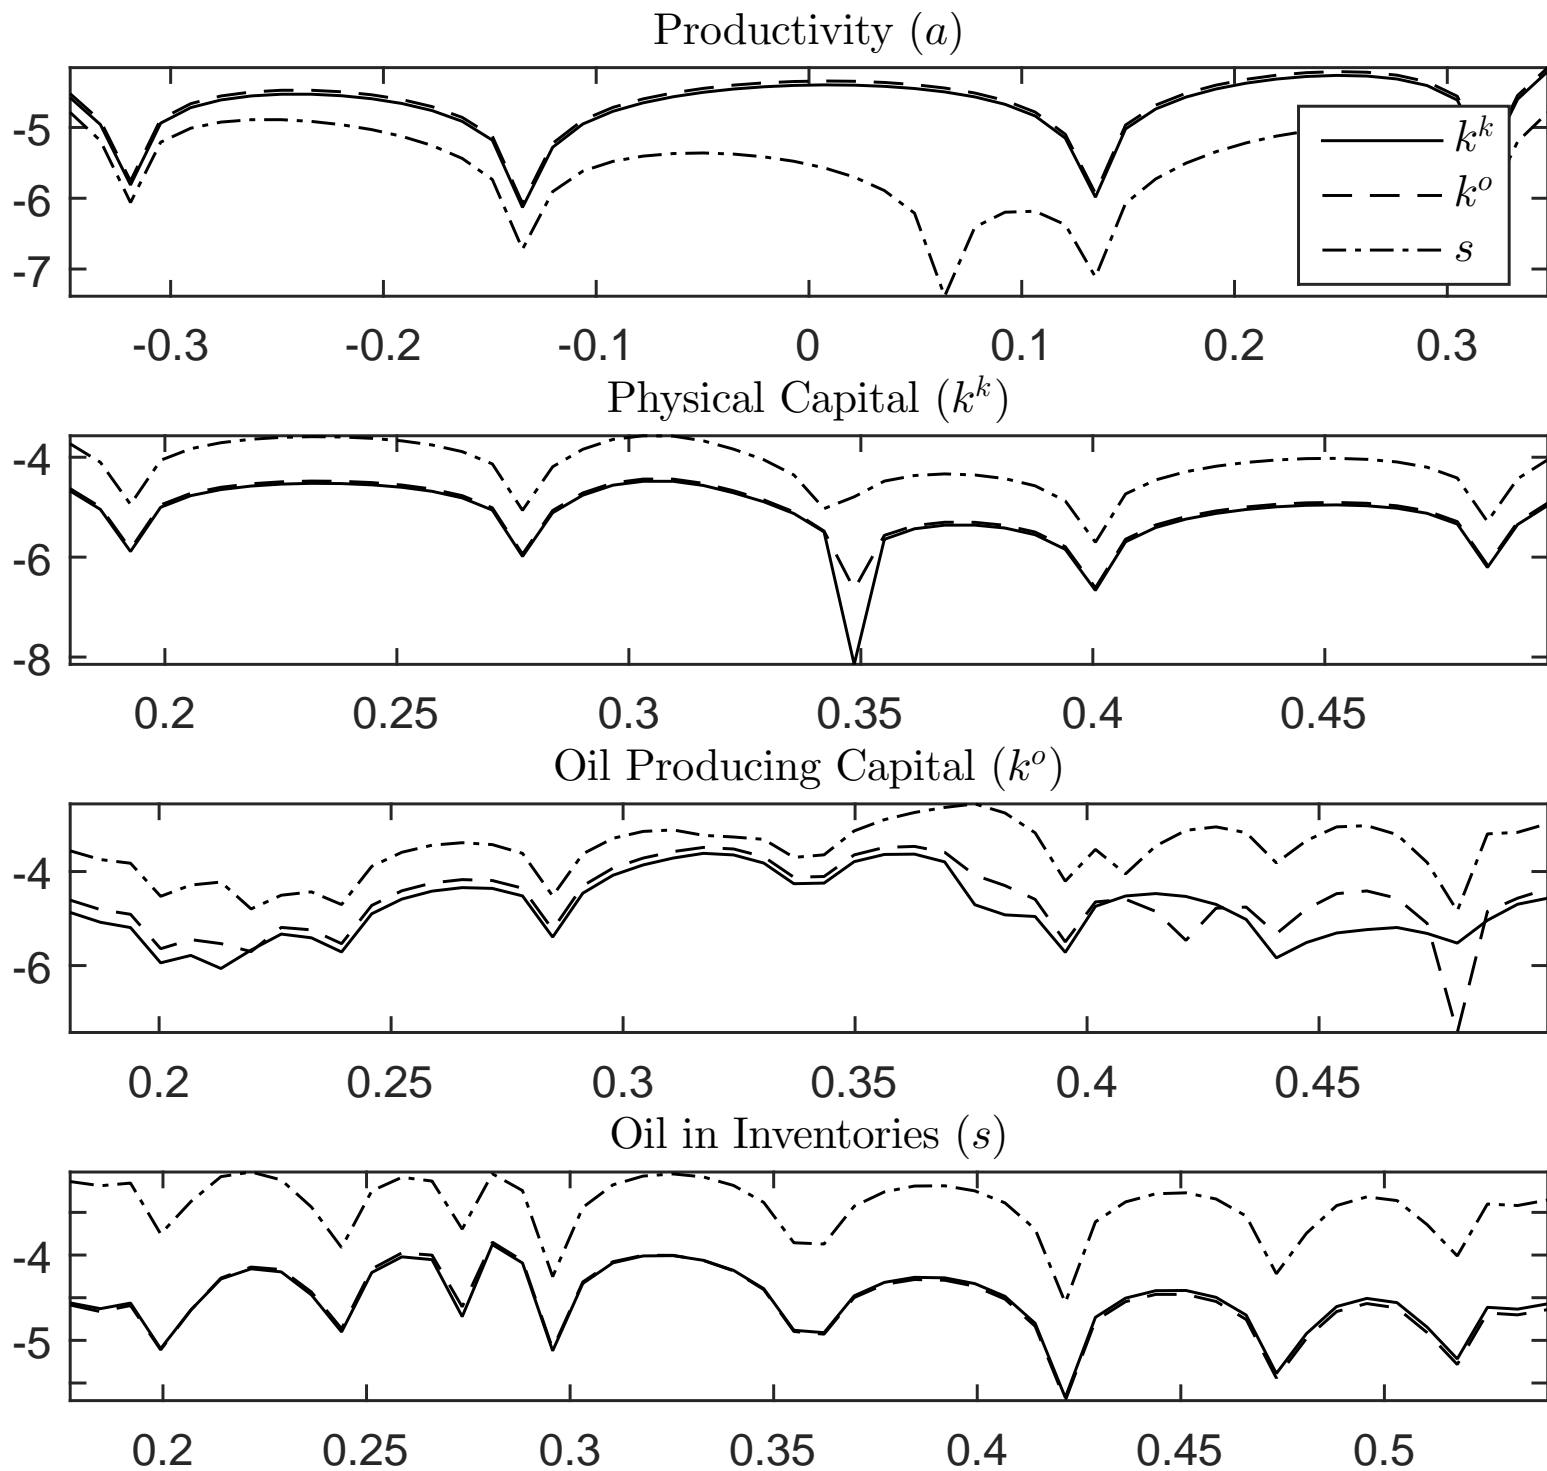 Productivity (a)
-5
-6
-7
k^k
k^o
s
-0.3 -0.2 -0.1 0 0.1 0.2 0.3
Physical Capital (k^k)
-4
-6
-8
0.2 0.25 0.3 0.35 0.4 0.45
Oil Producing Capital (k^o)
-4
-6
0.2 0.25 0.3 0.35 0.4 0.45
Oil in Inventories (s)
-4
-5
0.2 0.25 0.3 0.35 0.4 0.45 0.5